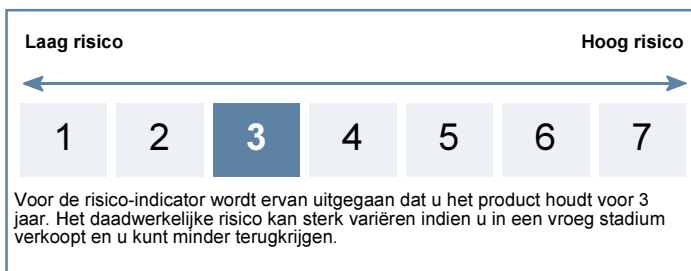 Laag risico Hoog risico
1 2 3 4 5 6 7
Voor de risico-indicator wordt ervan uitgegaan dat u het product houdt voor 3
jaar. Het daadwerkelijke risico kan sterk variëren indien u in een vroeg stadium
verkoopt en u kunt minder terugkrijgen.